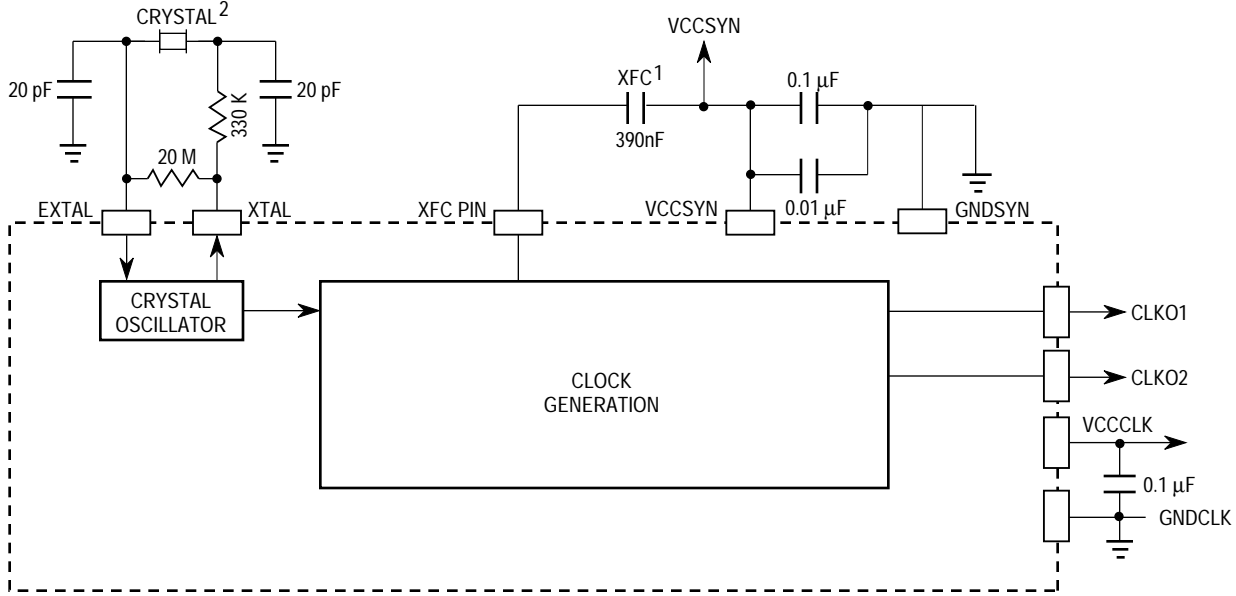 CRYSTAL2
20 pF
20 pF
330 K
20 M
VCCSYN
XFC1
390nF
0.1 µF
0.01 µF
EXTAL
XTAL
XFC PIN
VCCSYN
GNDSYN
CRYSTAL
OSCILLATOR
CLOCK
GENERATION
CLKO1
CLKO2
VCCCLK
0.1 µF
GNDCLK